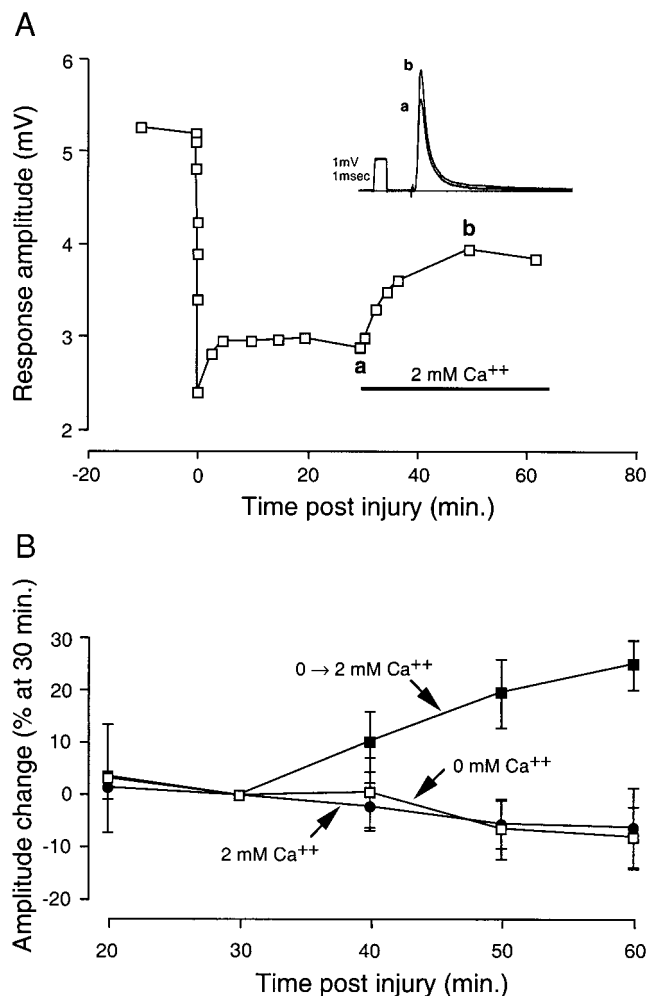 A
Response amplitude (mV)
6
5
4
3
2
b
a
1mV
1msec
b
a
2 mM Ca++
-20
0
20
40
60
80
Time post injury (min.)
B
Amplitude change (% at 30 min.)
30
20
10
0
-10
-20
0 → 2 mM Ca++
0 mM Ca++
2 mM Ca++
20
30
40
50
60
Time post injury (min.)